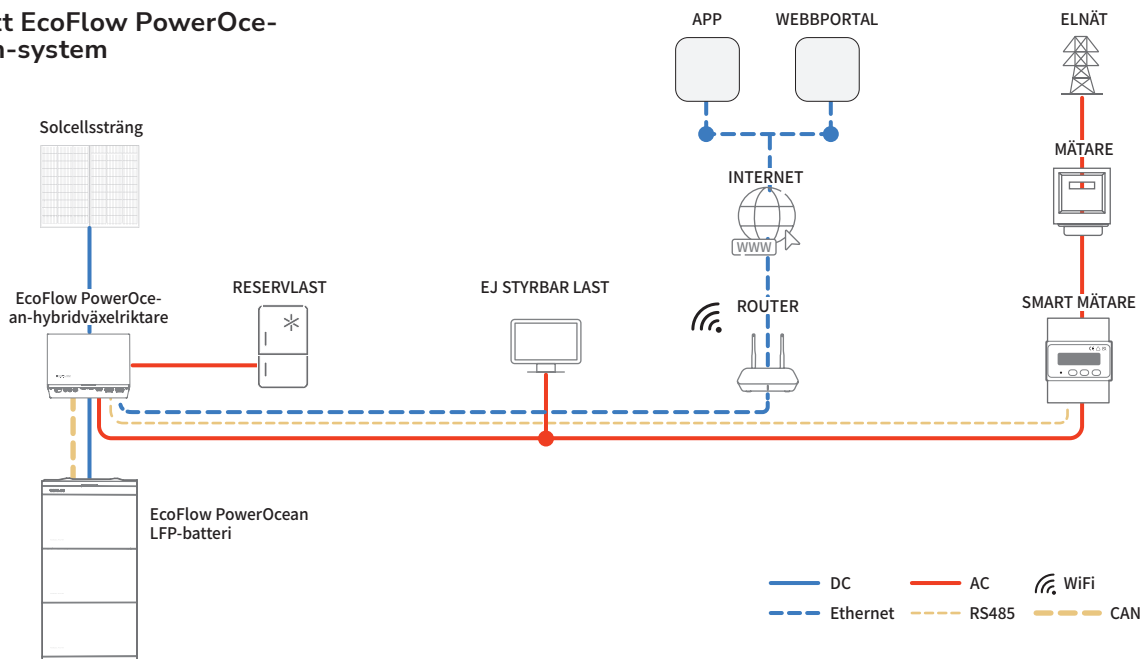 tt EcoFlow PowerOce-
n-system
APP
WEBBPORTAL
ELNÄT
Solcellssträng
MÄTARE
INTERNET
WWW
EcoFlow PowerOce-
an-hybridväxelriktare
RESERVLAST
EJ STYRBAR LAST
ROUTER
SMART MÄTARE
EcoFlow PowerOcean
LFP-batteri
DC
AC
WiFi
Ethernet
RS485
CAN